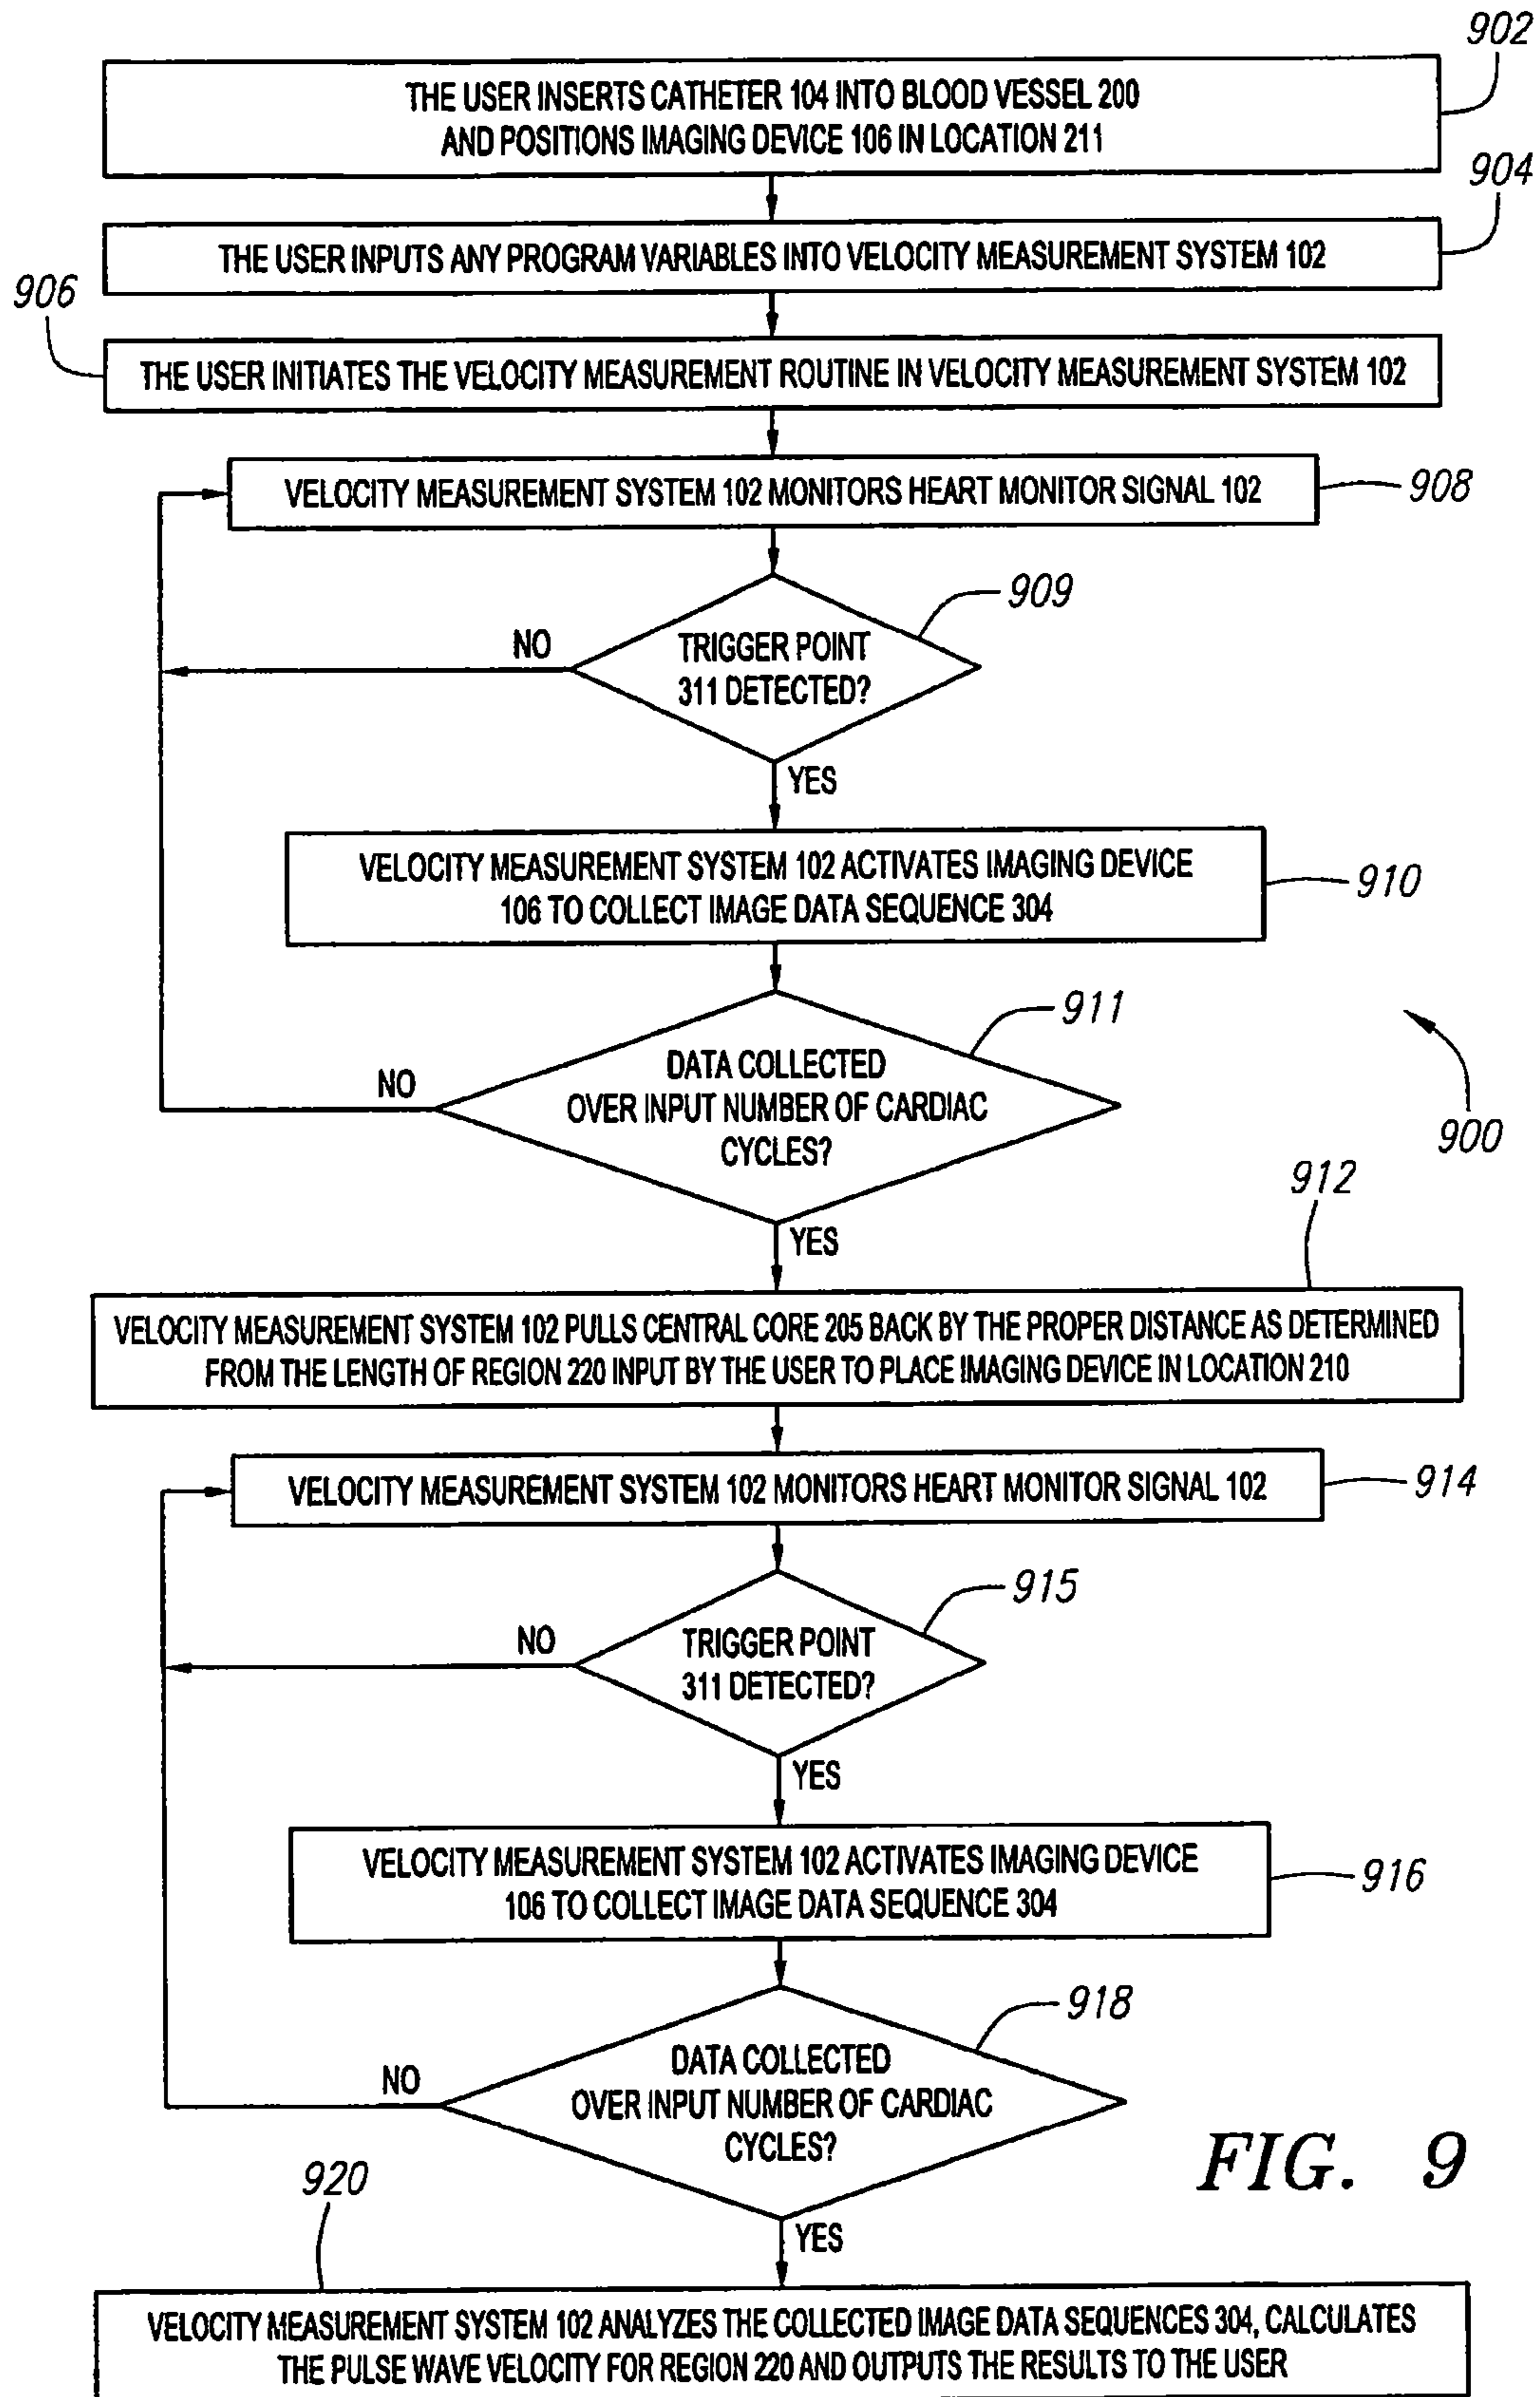 902
THE USER INSERTS CATHETER 104 INTO BLOOD VESSEL 200
AND POSITIONS IMAGING DEVICE 106 IN LOCATION 211
904
THE USER INPUTS ANY PROGRAM VARIABLES INTO VELOCITY MEASUREMENT SYSTEM 102
906
THE USER INITIATES THE VELOCITY MEASUREMENT ROUTINE IN VELOCITY MEASUREMENT SYSTEM 102
VELOCITY MEASUREMENT SYSTEM 102 MONITORS HEART MONITOR SIGNAL 102
908
909
NO
TRIGGER POINT
311 DETECTED?
YES
VELOCITY MEASUREMENT SYSTEM 102 ACTIVATES IMAGING DEVICE
106 TO COLLECT IMAGE DATA SEQUENCE 304
910
911
NO
DATA COLLECTED
OVER INPUT NUMBER OF CARDIAC
CYCLES?
900
YES
912
VELOCITY MEASUREMENT SYSTEM 102 PULLS CENTRAL CORE 205 BACK BY THE PROPER DISTANCE AS DETERMINED
FROM THE LENGTH OF REGION 220 INPUT BY THE USER TO PLACE IMAGING DEVICE IN LOCATION 210
VELOCITY MEASUREMENT SYSTEM 102 MONITORS HEART MONITOR SIGNAL 102
914
915
NO
TRIGGER POINT
311 DETECTED?
YES
VELOCITY MEASUREMENT SYSTEM 102 ACTIVATES IMAGING DEVICE
106 TO COLLECT IMAGE DATA SEQUENCE 304
916
918
NO
DATA COLLECTED
OVER INPUT NUMBER OF CARDIAC
CYCLES?
FIG. 9
YES
920
VELOCITY MEASUREMENT SYSTEM 102 ANALYZES THE COLLECTED IMAGE DATA SEQUENCES 304, CALCULATES
THE PULSE WAVE VELOCITY FOR REGION 220 AND OUTPUTS THE RESULTS TO THE USER